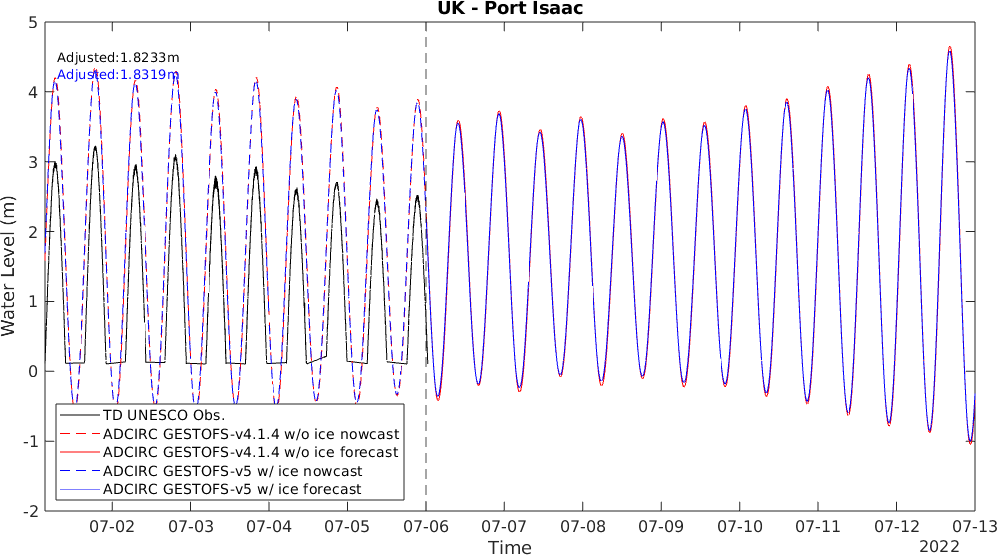 UK - Port Isaac
Adjusted:1.8233m
Adjusted:1.8319m
Water Level (m)
5
4
3
2
1
0
-1
-2
TD UNESCO Obs.
ADCIRC GESTOFS-v4.1.4 w/o ice nowcast
ADCIRC GESTOFS-v4.1.4 w/o ice forecast
ADCIRC GESTOFS-v5 w/ ice nowcast
ADCIRC GESTOFS-v5 w/ ice forecast
07-02 07-03 07-04 07-05 07-06 07-07 07-08 07-09 07-10 07-11 07-12 07-13
Time
2022